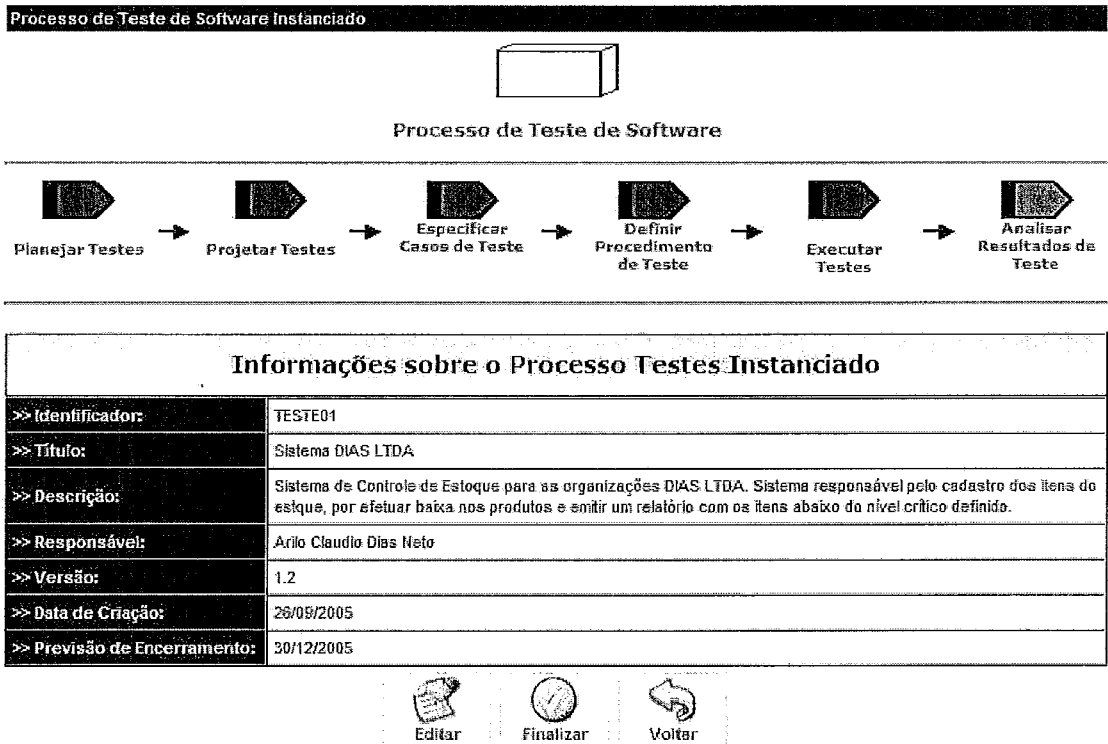 Processo de Teste de Software Instanciado
Processo de Teste de Software
Planejar Testes
Projetar Testes
Especificar
Casos de Teste
Definir
Procedimento
de Teste
Executar
Testes
Analisar
Resultados de
Teste
Informações sobre o Processo Testes Instanciado
>> Identificador: TESTE01
>> Título: Sistema DIAS LTDA
>> Descrição: Sistema de Controle de Estoque para as organizações DIAS LTDA. Sistema responsável pelo cadastro dos itens do
estque, por efetuar baixa nos produtos e emitir um relatório com os itens abaixo do nível crítico definido.
>> Responsável: Arilo Claudio Dias Neto
>> Versão: 1.2
>> Data de Criação: 26/09/2005
>> Previsão de Encerramento: 30/12/2005
Editar Finalizar Voltar